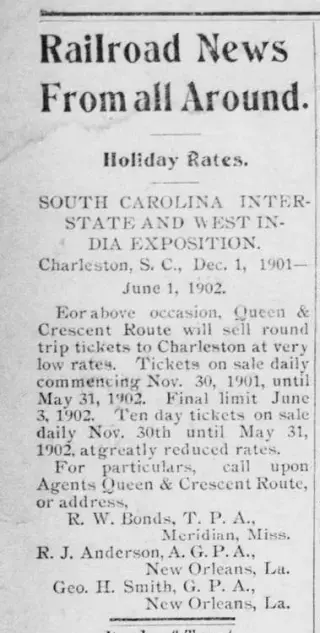 Railroad News
From all Around.
Holiday Rates.
SOUTH CAROLINA INTER-
STATE AND WEST IN-
DIA EXPOSITION.
Charleston, S. C., Dec. 1, 1901—
June 1, 1902.
Eor above occasion, Queen &
Crescent Route will sell round
trip tickets to Charleston at very
low rates. Tickets on sale daily
commencing Nov. 30, 1901, until
May 31, 1902. Final limit June
3, 1902. Ten day tickets on sale
daily Nov. 30th until May 31,
1902, at greatly reduced rates.
For particulars, call upon
Agents Queen & Crescent Route,
or address,
R. W. Bonds, T. P. A.,
Meridian, Miss.
R. J. Anderson, A. G. P. A.,
New Orleans, La.
Geo. H. Smith, G. P. A.,
New Orleans, La.